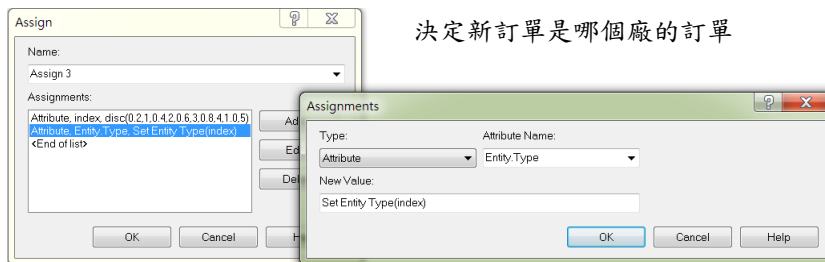 決定新訂單是哪個廠的訂單
Assign
Name:
Assign 3
Assignments:
Attribute, index, disc(0.2,1,0.4,2,0.6,3,0.8,4,1.0,5)
Attribute, Entity.Type, Set Entity Type(index)
<End of list>
OK
Cancel
Assignments
Type:
Attribute Name:
Attribute
Entity.Type
New Value:
Set Entity Type(index)
OK
Cancel
Help